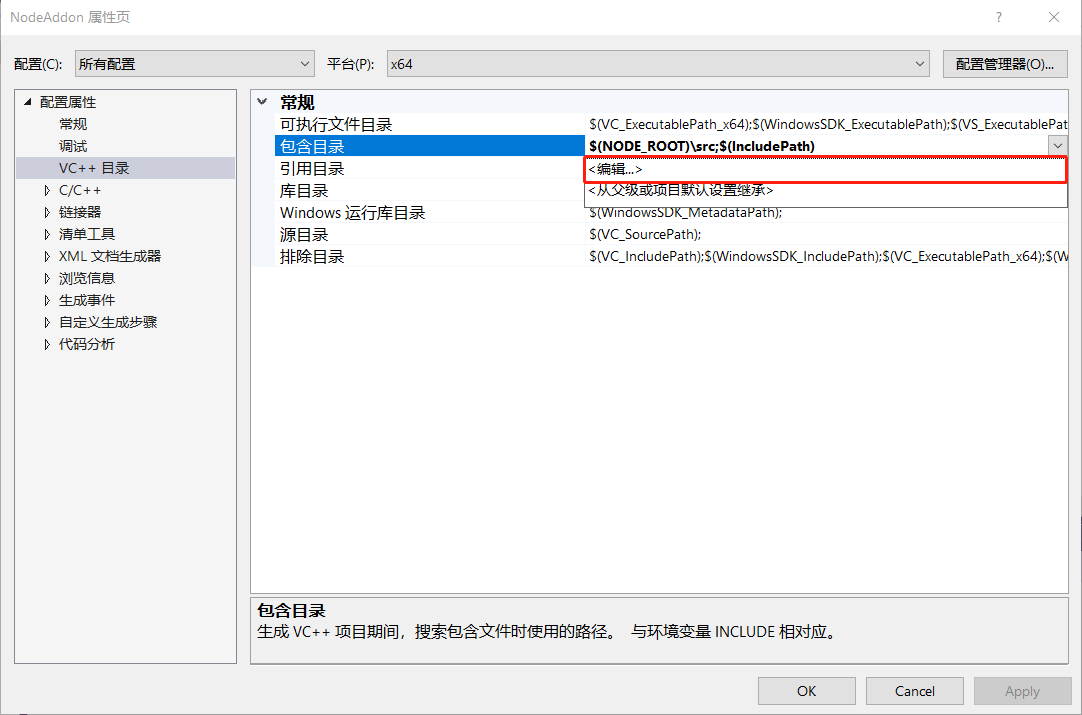 NodeAddon 属性页
配置(C): 所有配置 平台(P): x64 配置管理器(O)...
配置属性
常规
调试
VC++ 目录
C/C++
链接器
清单工具
XML 文档生成器
浏览信息
生成事件
自定义生成步骤
代码分析
常规
可执行文件目录 $(VC_ExecutablePath_x64);$(WindowsSDK_ExecutablePath);$(VS_ExecutablePat
包含目录 $(NODE_ROOT)\src;$(IncludePath)
引用目录 <编辑...>
库目录 <从父级或项目默认设置继承>
Windows 运行库目录 $(WindowsSDK_MetadataPath);
源目录 $(VC_SourcePath);
排除目录 $(VC_IncludePath);$(WindowsSDK_IncludePath);$(VC_ExecutablePath_x64);$(W
包含目录
生成 VC++ 项目期间，搜索包含文件时使用的路径。 与环境变量 INCLUDE 相对应。
OK Cancel Apply